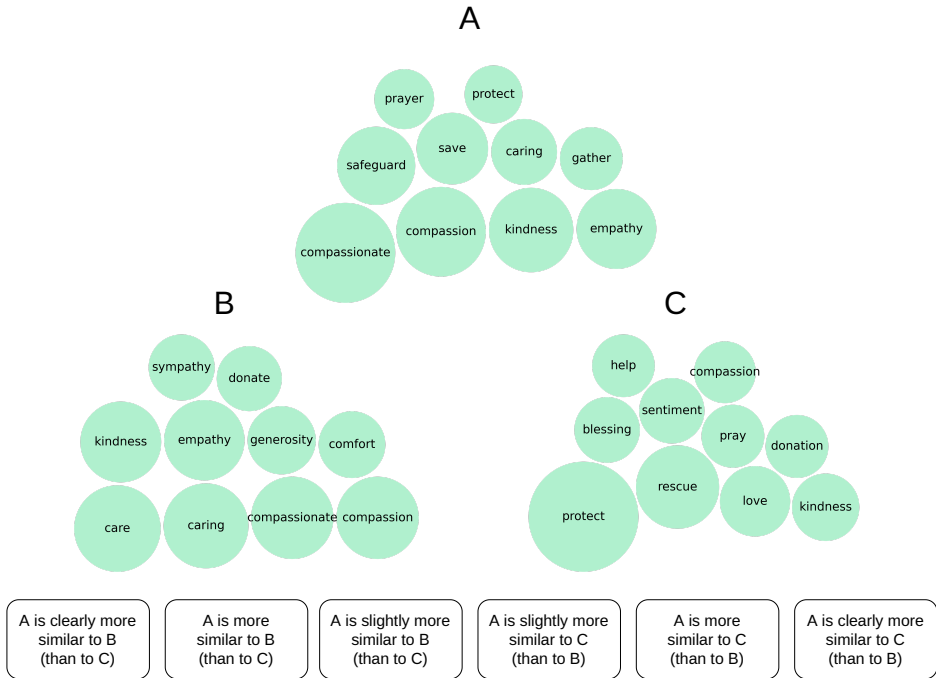 A
prayer
protect
safeguard
save
caring
gather
compassionate
compassion
kindness
empathy
B
sympathy
donate
kindness
empathy
generosity
comfort
care
caring
compassionate
compassion
C
help
compassion
blessing
sentiment
pray
donation
protect
rescue
love
kindness
A is clearly more
similar to B
(than to C)
A is more
similar to B
(than to C)
A is slightly more
similar to B
(than to C)
A is slightly more
similar to C
(than to B)
A is more
similar to C
(than to B)
A is clearly more
similar to C
(than to B)